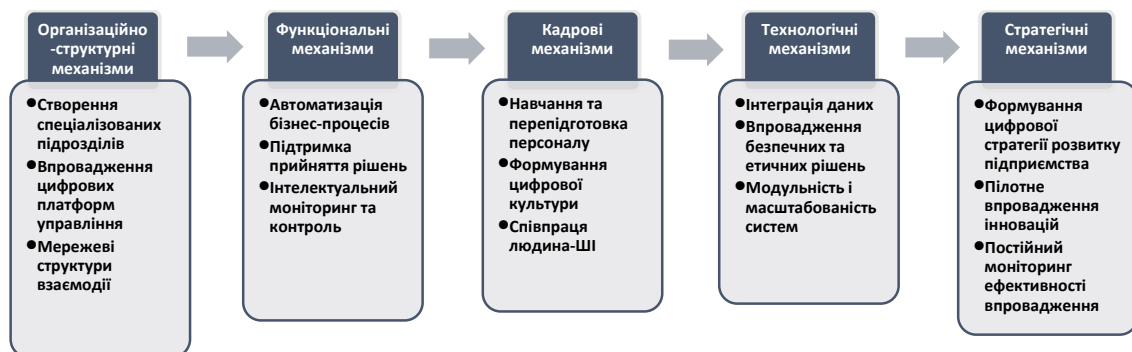 Організаційно
-структурні
механізми
●Створення
спеціалізованих
підрозділів
●Впровадження
цифрових
платформ
управління
●Мережеві
структури
взаємодії
Функціональні
механізми
●Автоматизація
бізнес-процесів
●Підтримка
прийняття рішень
●Інтелектуальний
моніторинг та
контроль
Кадрові
механізми
●Навчання та
перепідготовка
персоналу
●Формування
цифрової
культури
●Співпраця
людина-ШІ
Технологічні
механізми
●Інтеграція даних
●Впровадження
безпечних та
етичних рішень
●Модульність і
масштабованість
систем
Стратегічні
механізми
●Формування
цифрової
стратегії розвитку
підприємства
●Пілотне
впровадження
інновацій
●Постійний
моніторинг
ефективності
впровадження